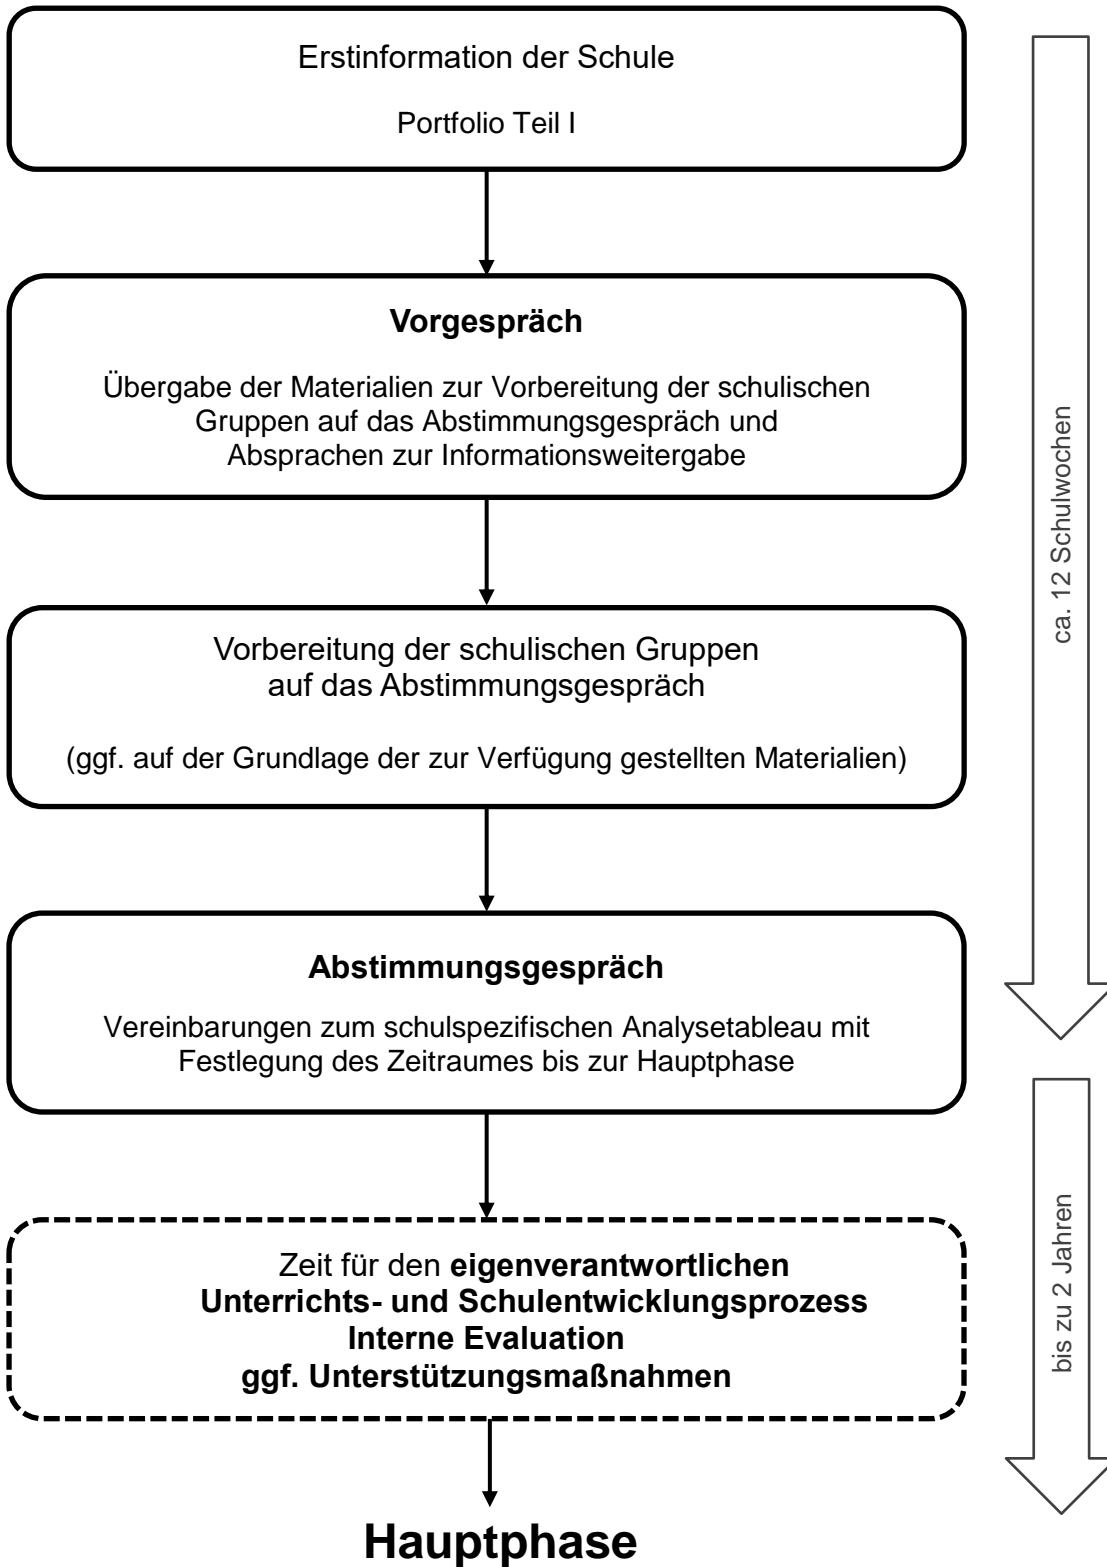 Erstinformation der Schule
Portfolio Teil I
Vorgespräch
Übergabe der Materialien zur Vorbereitung der schulischen
Gruppen auf das Abstimmungsgespräch und
Absprachen zur Informationsweitergabe
Vorbereitung der schulischen Gruppen
auf das Abstimmungsgespräch
(ggf. auf der Grundlage der zur Verfügung gestellten Materialien)
ca. 12 Schulwochen
Abstimmungsgespräch
Vereinbarungen zum schulspezifischen Analysetableau mit
Festlegung des Zeitraumes bis zur Hauptphase
Zeit für den eigenverantwortlichen
Unterrichts- und Schulentwicklungsprozess
Interne Evaluation
ggf. Unterstützungsmaßnahmen
bis zu 2 Jahren
Hauptphase